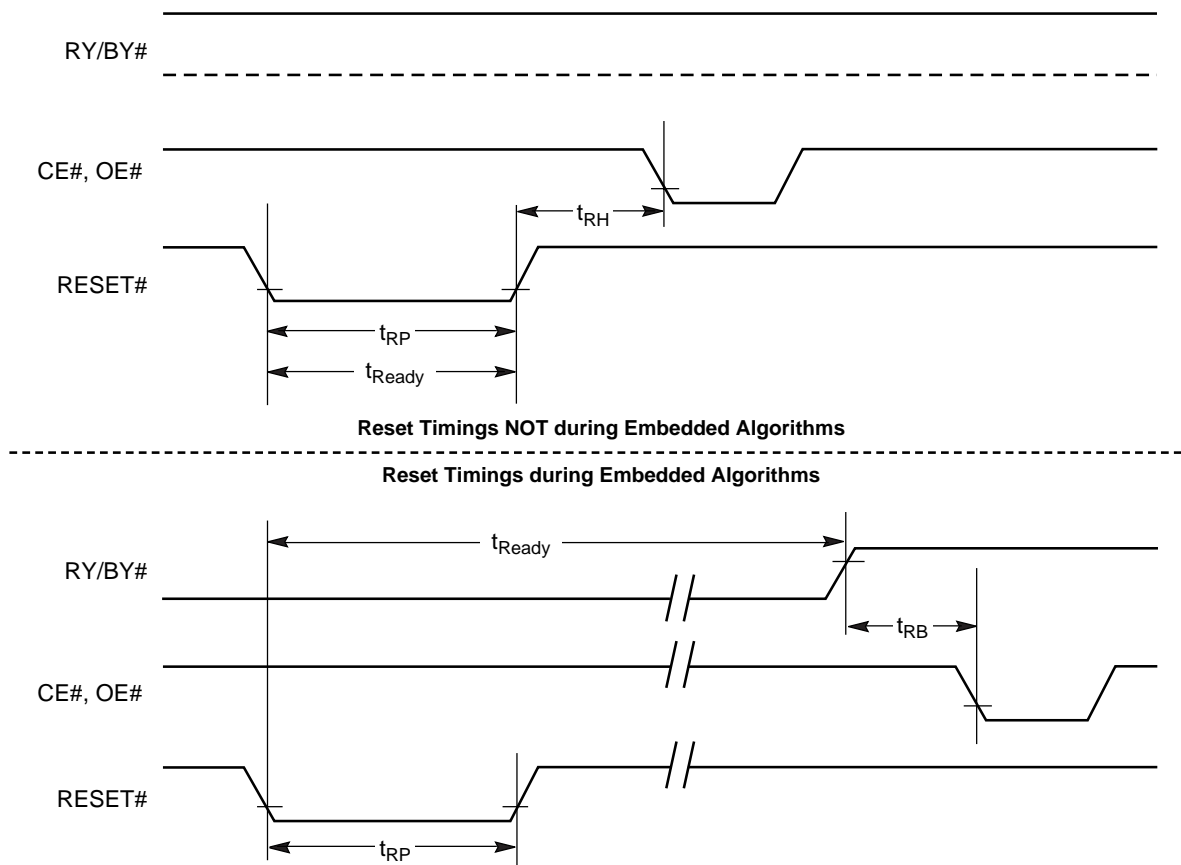 RY/BY#
CE#, OE#
tRH
RESET#
tRP
tReady
Reset Timings NOT during Embedded Algorithms
Reset Timings during Embedded Algorithms
tReady
RY/BY#
tRB
CE#, OE#
RESET#
tRP